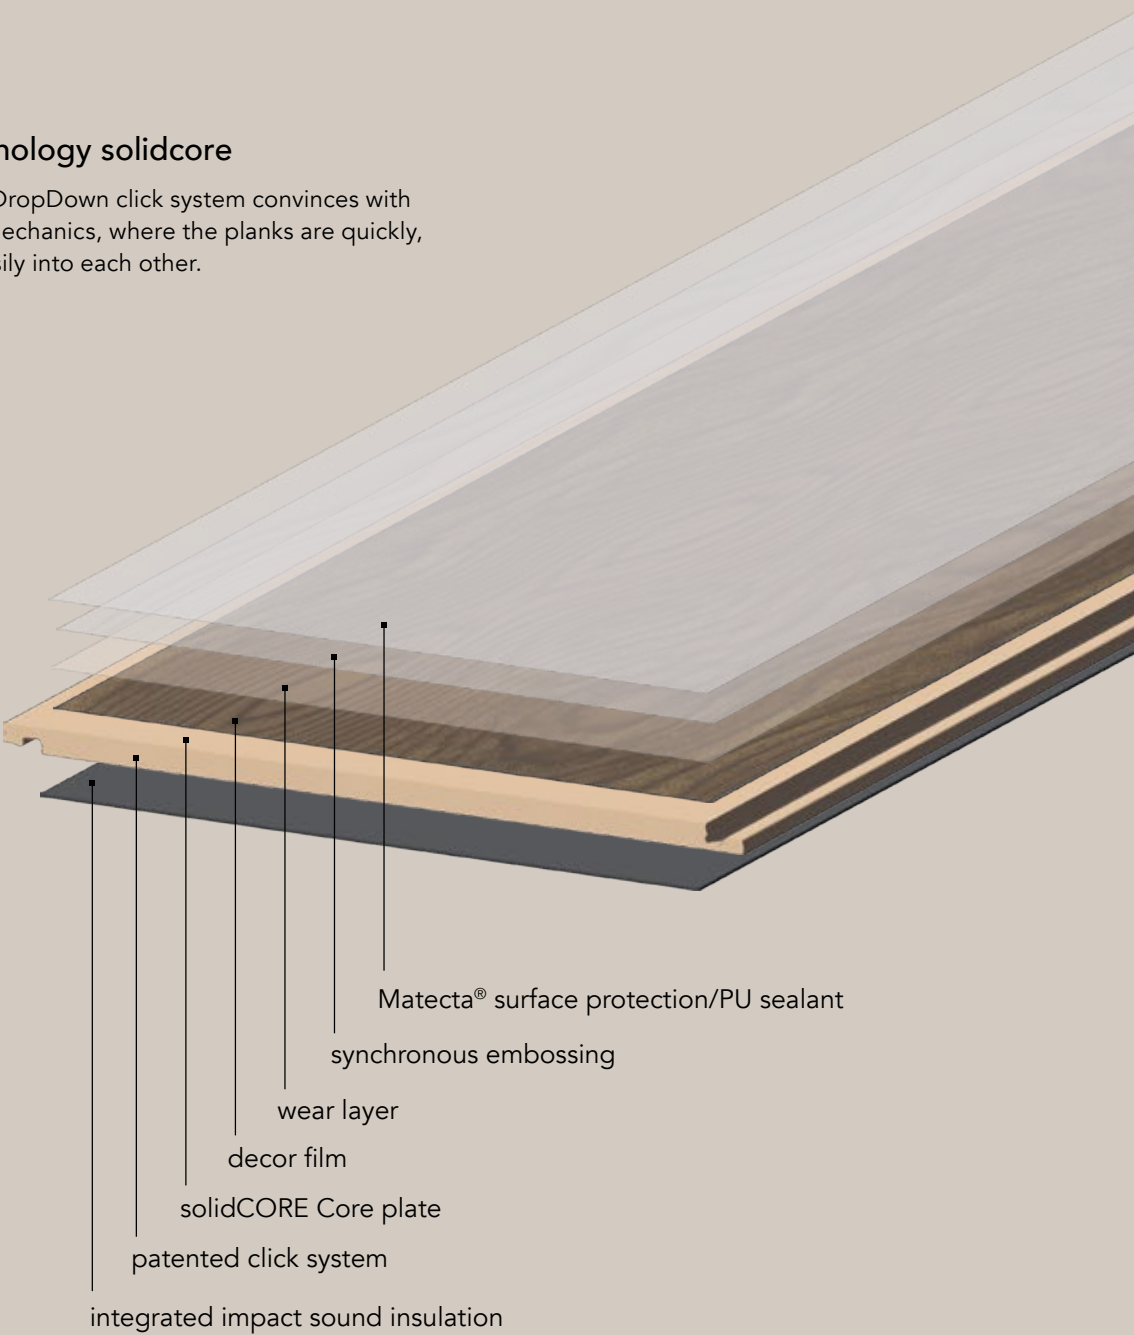 nology solidcore
DropDown click system convinces with
echanics, where the planks are quickly,
sily into each other.
Matecta® surface protection/PU sealant
synchronous embossing
wear layer
decor film
solidCORE Core plate
patented click system
integrated impact sound insulation